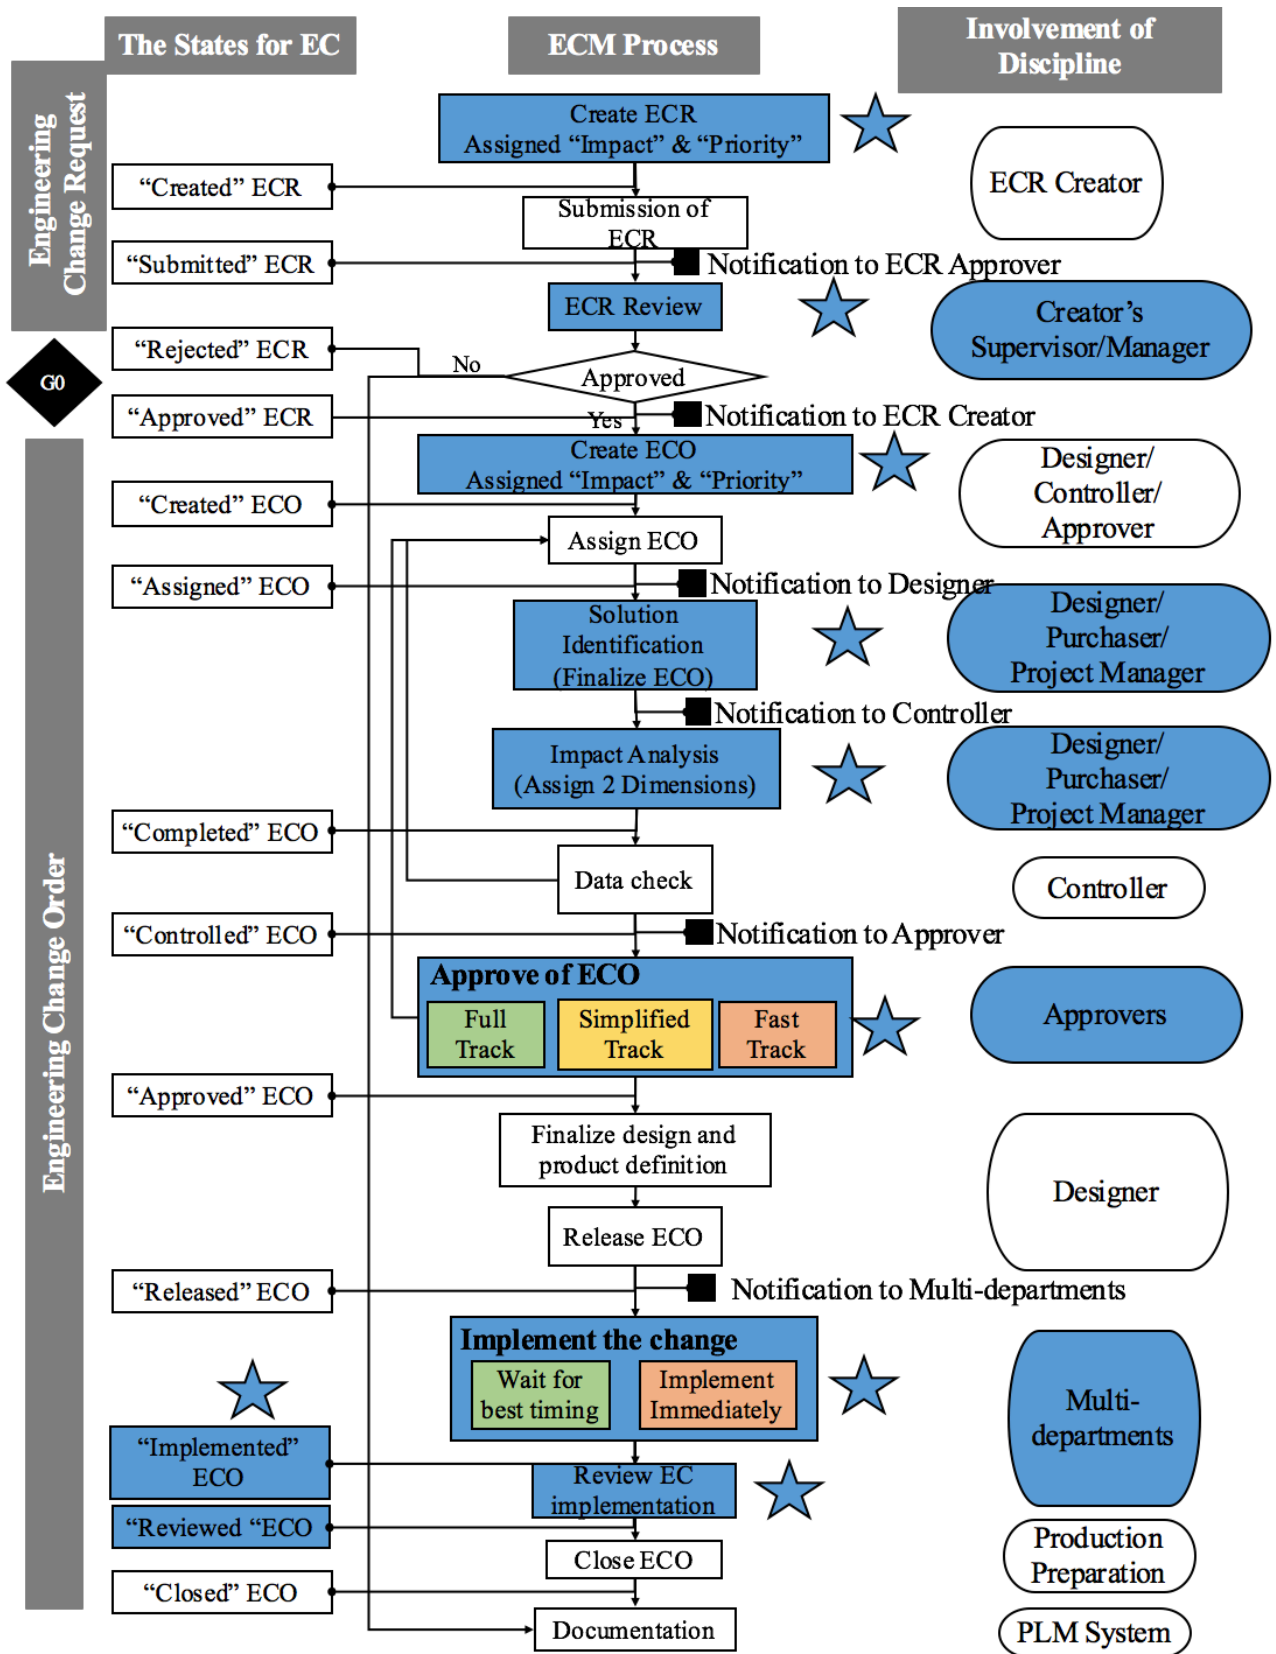 The States for EC
ECM Process
Involvement of
Discipline
Engineering
Change Request
Create ECR
Assigned “Impact” & “Priority”
ECR Creator
“Created” ECR
Submission of
ECR
“Submitted” ECR
Notification to ECR Approver
ECR Review
Creator’s
Supervisor/Manager
“Rejected” ECR
No
Approved
G0
“Approved” ECR
Yes
Notification to ECR Creator
Create ECO
Assigned “Impact” & “Priority”
Designer/
Controller/
Approver
“Created” ECO
Assign ECO
“Assigned” ECO
Notification to Designer
Solution
Identification
(Finalize ECO)
Designer/
Purchaser/
Project Manager
Notification to Controller
Impact Analysis
(Assign 2 Dimensions)
Designer/
Purchaser/
Project Manager
“Completed” ECO
Data check
Controller
“Controlled” ECO
Notification to Approver
Engineering Change Order
Approve of ECO
Full
Track
Simplified
Track
Fast
Track
Approvers
“Approved” ECO
Finalize design and
product definition
Designer
Release ECO
“Released” ECO
Notification to Multi-departments
Implement the change
Wait for
best timing
Implement
Immediately
Multi-
departments
“Implemented”
ECO
Review EC
implementation
“Reviewed “ECO
Production
Preparation
Close ECO
“Closed” ECO
Documentation
PLM System